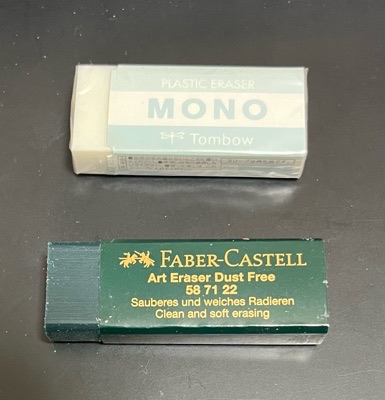 PLASTIC ERASER
MONO
Tombow
FABER-CASTELL
Art Eraser Dust Free
58 71 22
Sauberes und weiches Radieren
Clean and soft erasing